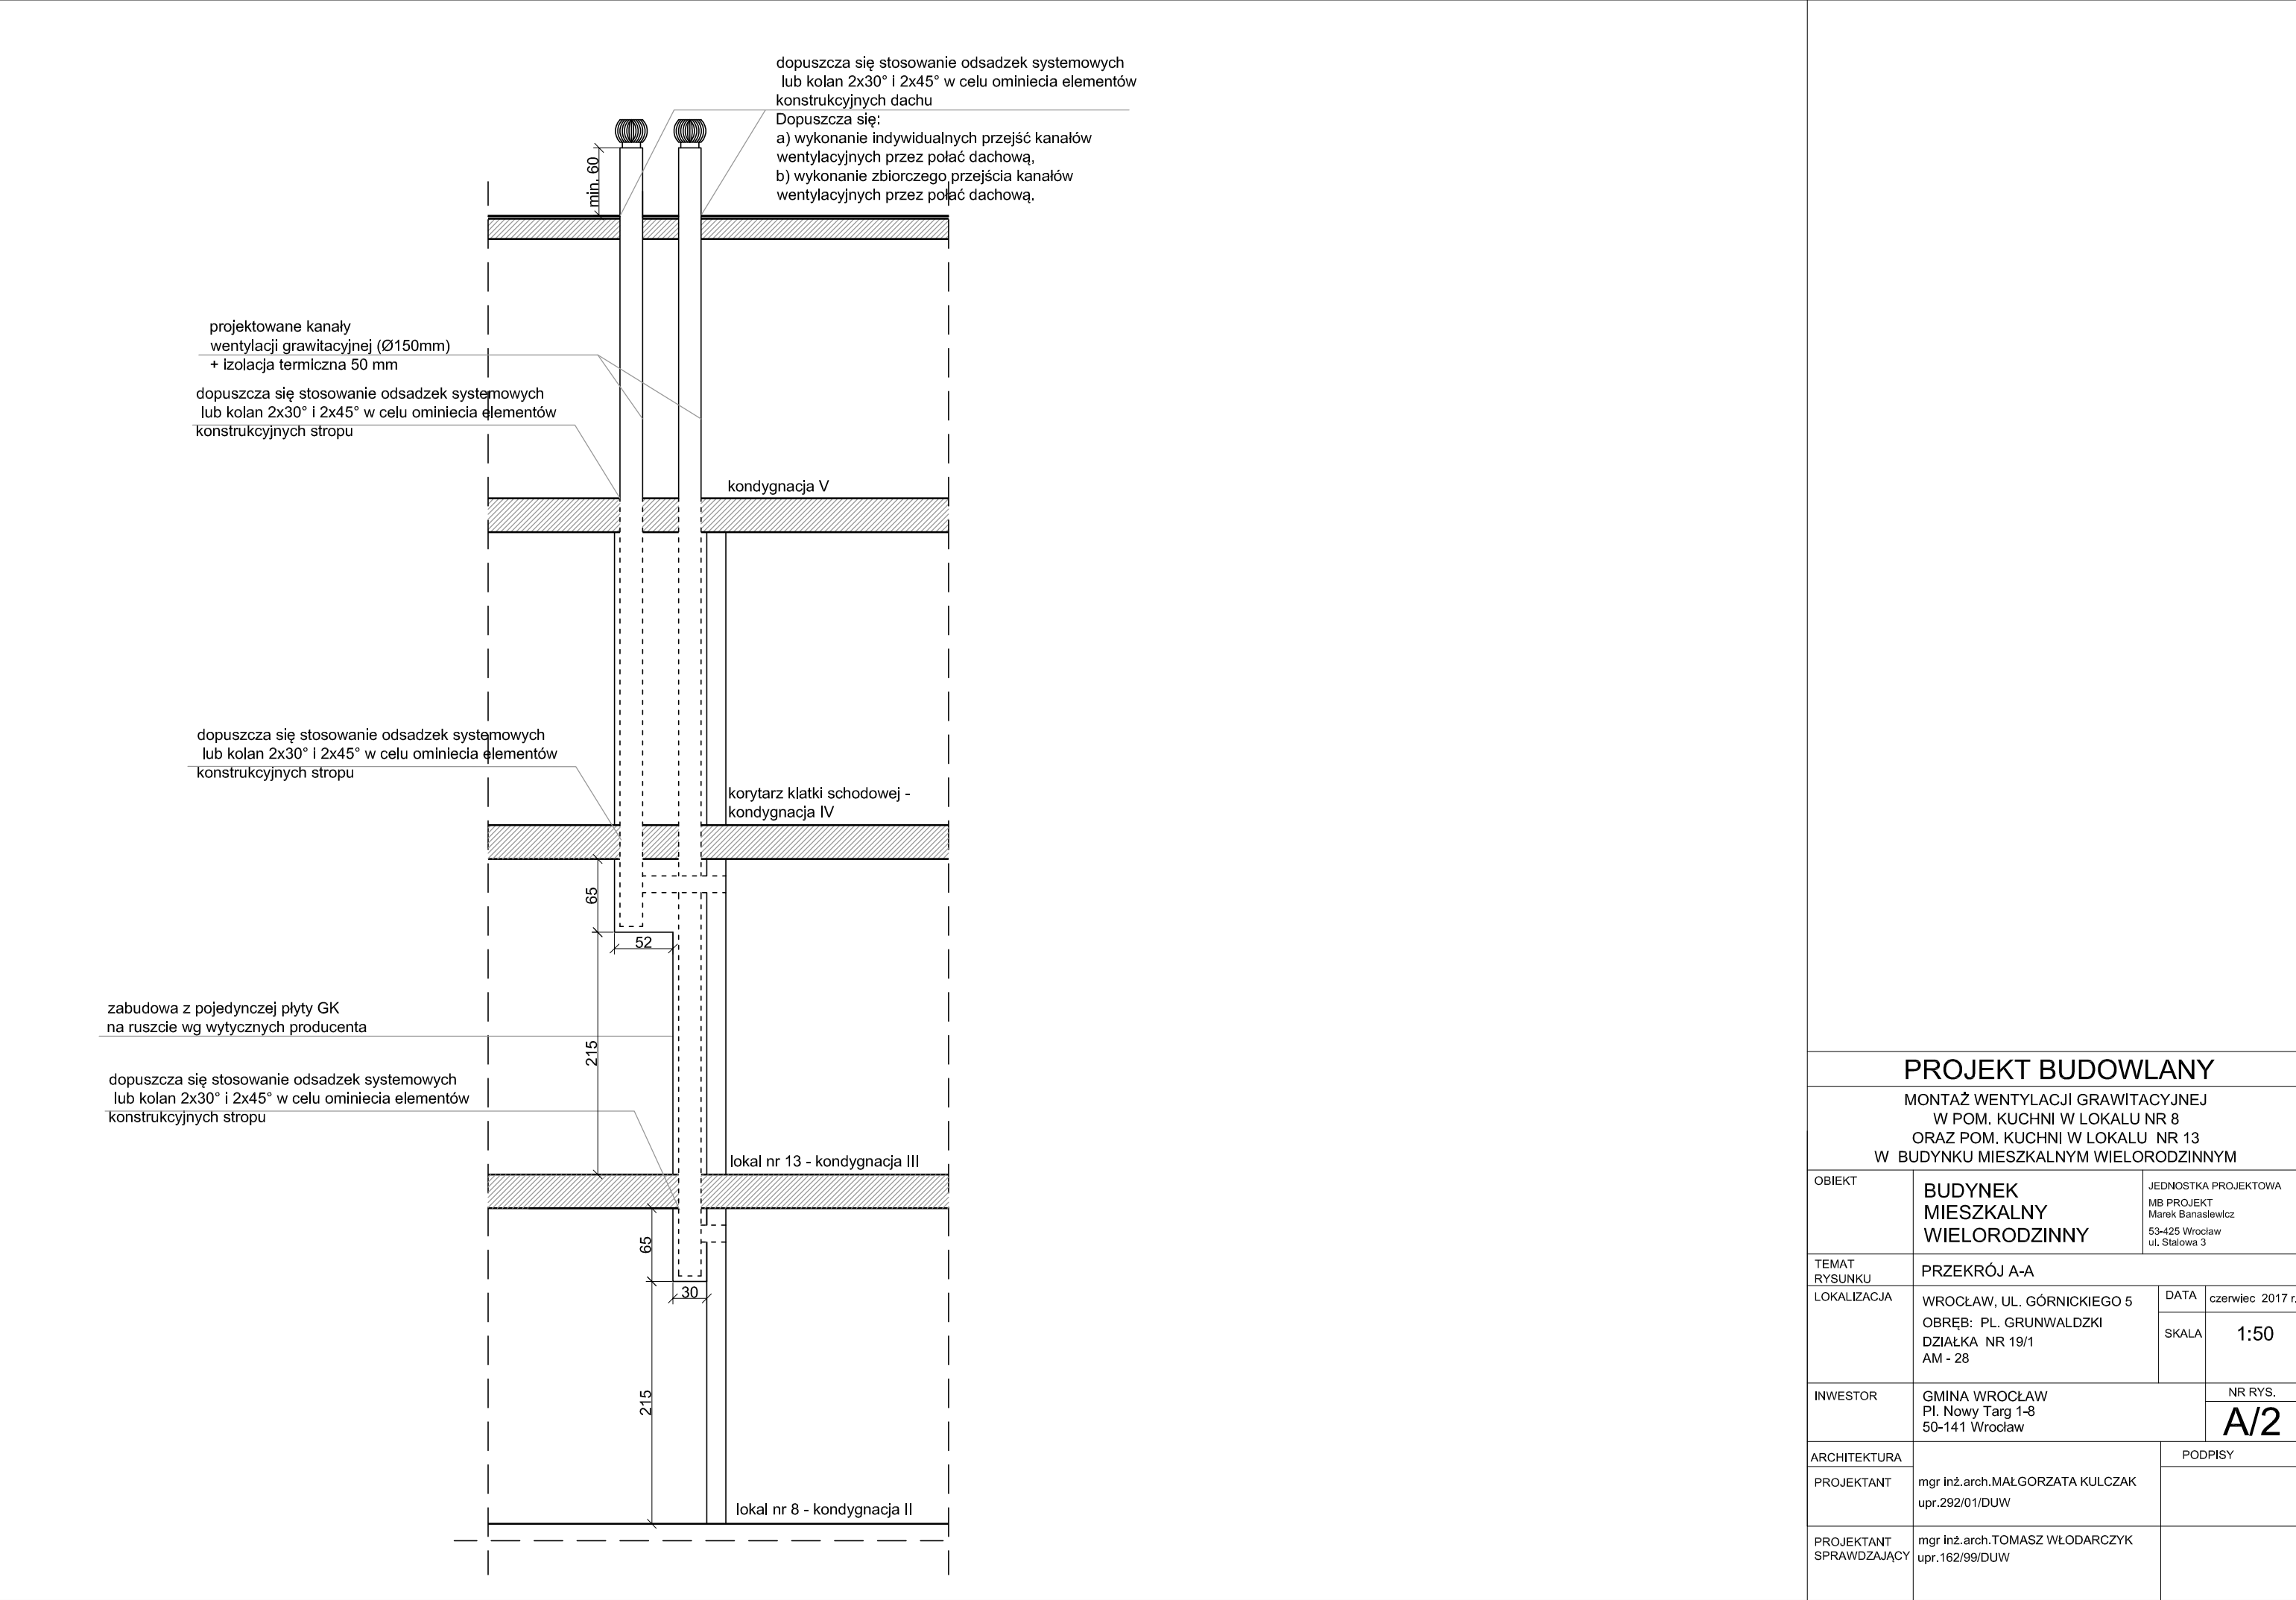 dopuszcza się stosowanie odsadzek systemowych
lub kolan 2x30° i 2x45° w celu ominiecia elementów
konstrukcyjnych dachu
Dopuszcza się:
a) wykonanie indywidualnych przejść kanałów
wentylacyjnych przez połać dachową,
b) wykonanie zbiorczego przejścia kanałów
wentylacyjnych przez połać dachową.
min. 60
projektowane kanały
wentylacji grawitacyjnej (Ø150mm)
+ izolacja termiczna 50 mm
dopuszcza się stosowanie odsadzek systemowych
lub kolan 2x30° i 2x45° w celu ominiecia elementów
konstrukcyjnych stropu
kondygnacja V
dopuszcza się stosowanie odsadzek systemowych
lub kolan 2x30° i 2x45° w celu ominiecia elementów
konstrukcyjnych stropu
korytarz klatki schodowej -
kondygnacja IV
65
52
zabudowa z pojedynczej płyty GK
na ruszcie wg wytycznych producenta
215
dopuszcza się stosowanie odsadzek systemowych
lub kolan 2x30° i 2x45° w celu ominiecia elementów
konstrukcyjnych stropu
lokal nr 13 - kondygnacja III
65
30
215
lokal nr 8 - kondygnacja II
PROJEKT BUDOWLANY
MONTAŻ WENTYLACJI GRAWITACYJNEJ
W POM. KUCHNI W LOKALU NR 8
ORAZ POM. KUCHNI W LOKALU NR 13
W BUDYNKU MIESZKALNYM WIELORODZINNYM
OBIEKT
BUDYNEK
MIESZKALNY
WIELORODZINNY
JEDNOSTKA PROJEKTOWA
MB PROJEKT
Marek Banasiewicz
53-425 Wrocław
ul. Stalowa 3
TEMAT
RYSUNKU
PRZEKRÓJ A-A
LOKALIZACJA
WROCŁAW, UL. GÓRNICKIEGO 5
OBRĘB: PL. GRUNWALDZKI
DZIAŁKA NR 19/1
AM - 28
DATA
czerwiec 2017 r.
SKALA
1:50
INWESTOR
GMINA WROCŁAW
Pl. Nowy Targ 1-8
50-141 Wrocław
NR RYS.
A/2
ARCHITEKTURA
PODPISY
PROJEKTANT
mgr inż.arch.MAŁGORZATA KULCZAK
upr.292/01/DUW
PROJEKTANT
SPRAWDZAJĄCY
mgr inż.arch.TOMASZ WŁODARCZYK
upr.162/99/DUW